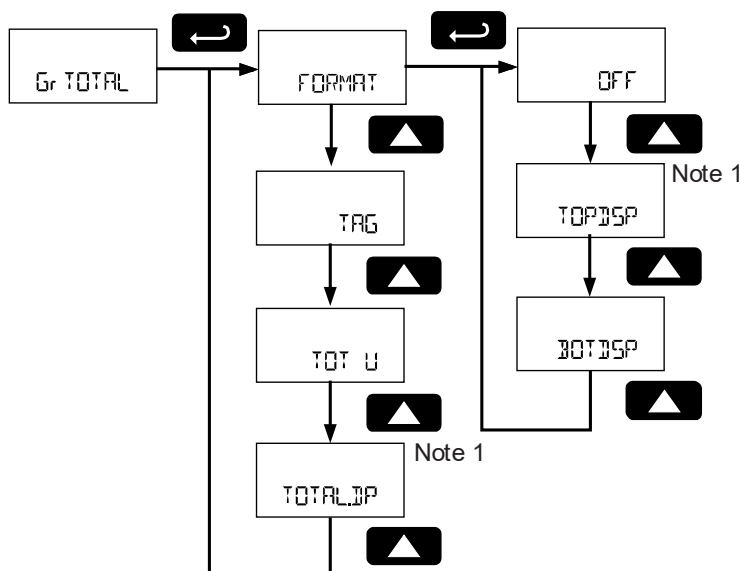 Gr TOTAL
FORMAT
OFF
Note 1
TAG
TOPDSP
TOT U
BOTDSP
Note 1
TOTAL.DP